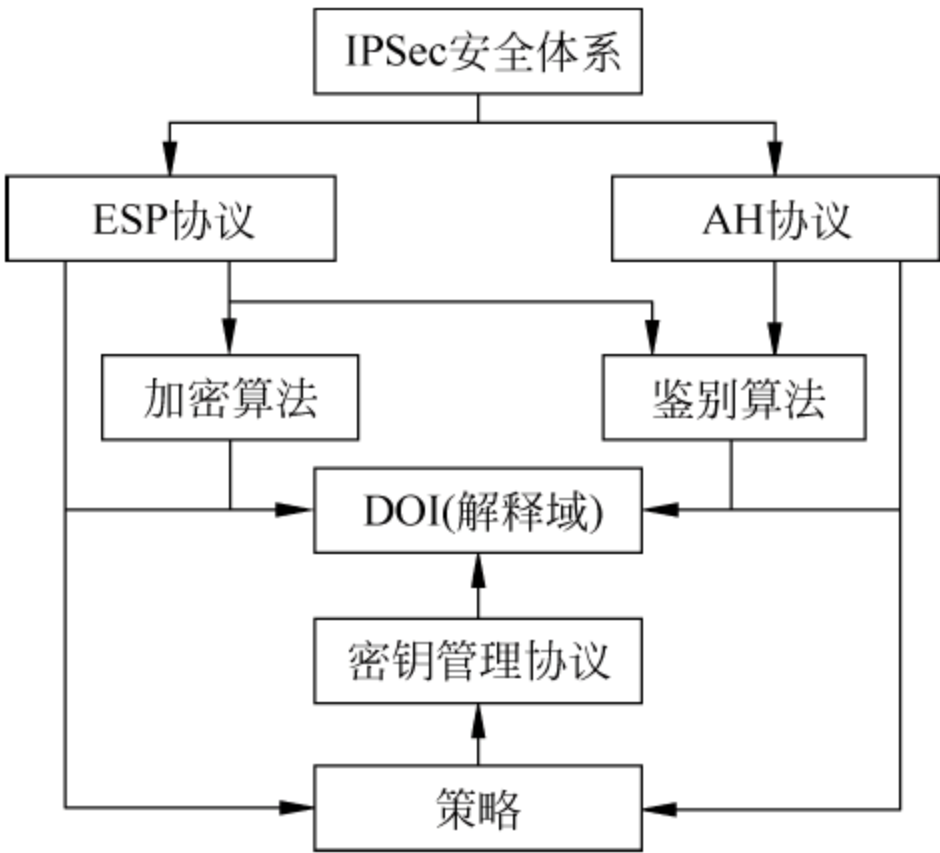 IPSec安全体系
ESP协议
AH协议
加密算法
鉴别算法
DOI(解释域)
密钥管理协议
策略